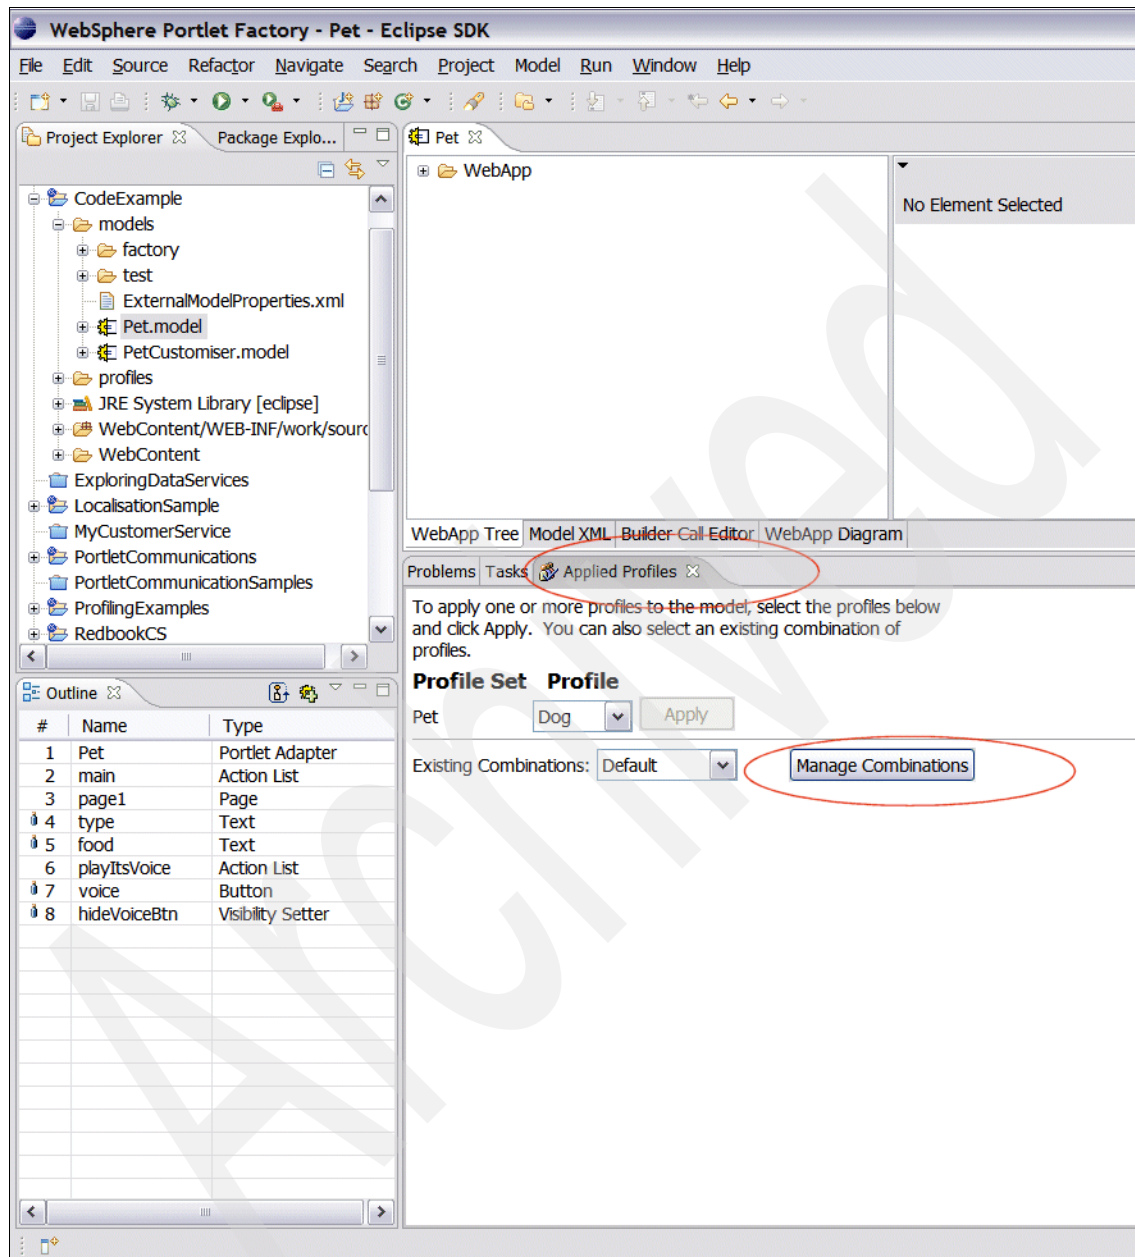 WebSphere Portlet Factory - Pet - Eclipse SDK
File Edit Source Refactor Navigate Search Project Model Run Window Help
Project Explorer Package Explo...
CodeExample
models
factory
test
ExternalModelProperties.xml
Pet.model
PetCustomiser.model
profiles
JRE System Library [eclipse]
WebContent/WEB-INF/work/sourc
WebContent
ExploringDataServices
LocalisationSample
MyCustomerService
PortletCommunications
PortletCommunicationSamples
ProfilingExamples
RedbookCS
Pet
WebApp
No Element Selected
WebApp Tree Model XML Builder Call Editor WebApp Diagram
Problems Tasks Applied Profiles
To apply one or more profiles to the model, select the profiles below
and click Apply. You can also select an existing combination of
profiles.
Profile Set Profile
Pet Dog Apply
Existing Combinations: Default Manage Combinations
Outline
# Name Type
1 Pet Portlet Adapter
2 main Action List
3 page1 Page
4 type Text
5 food Text
6 playItsVoice Action List
7 voice Button
8 hideVoiceBtn Visibility Setter
Archived